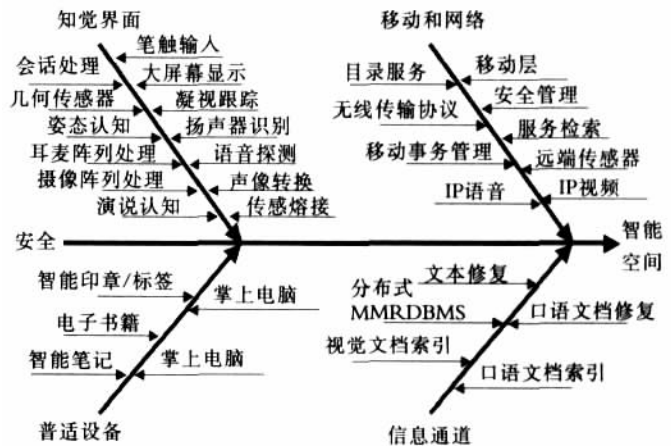 知觉界面
移动和网络
笔触输入
会话处理
大屏幕显示
几何传感器
凝视跟踪
姿态认知
扬声器识别
耳麦阵列处理
语音探测
摄像阵列处理
声像转换
演说认知
传感熔接
移动层
目录服务
安全管理
无线传输协议
服务检索
移动事务管理
远端传感器
IP语音
IP视频
安全
智能
空间
智能印章/标签
掌上电脑
电子书籍
智能笔记
掌上电脑
普适设备
文本修复
分布式
MMRDBMS
口语文档修复
视觉文档索引
口语文档索引
信息通道